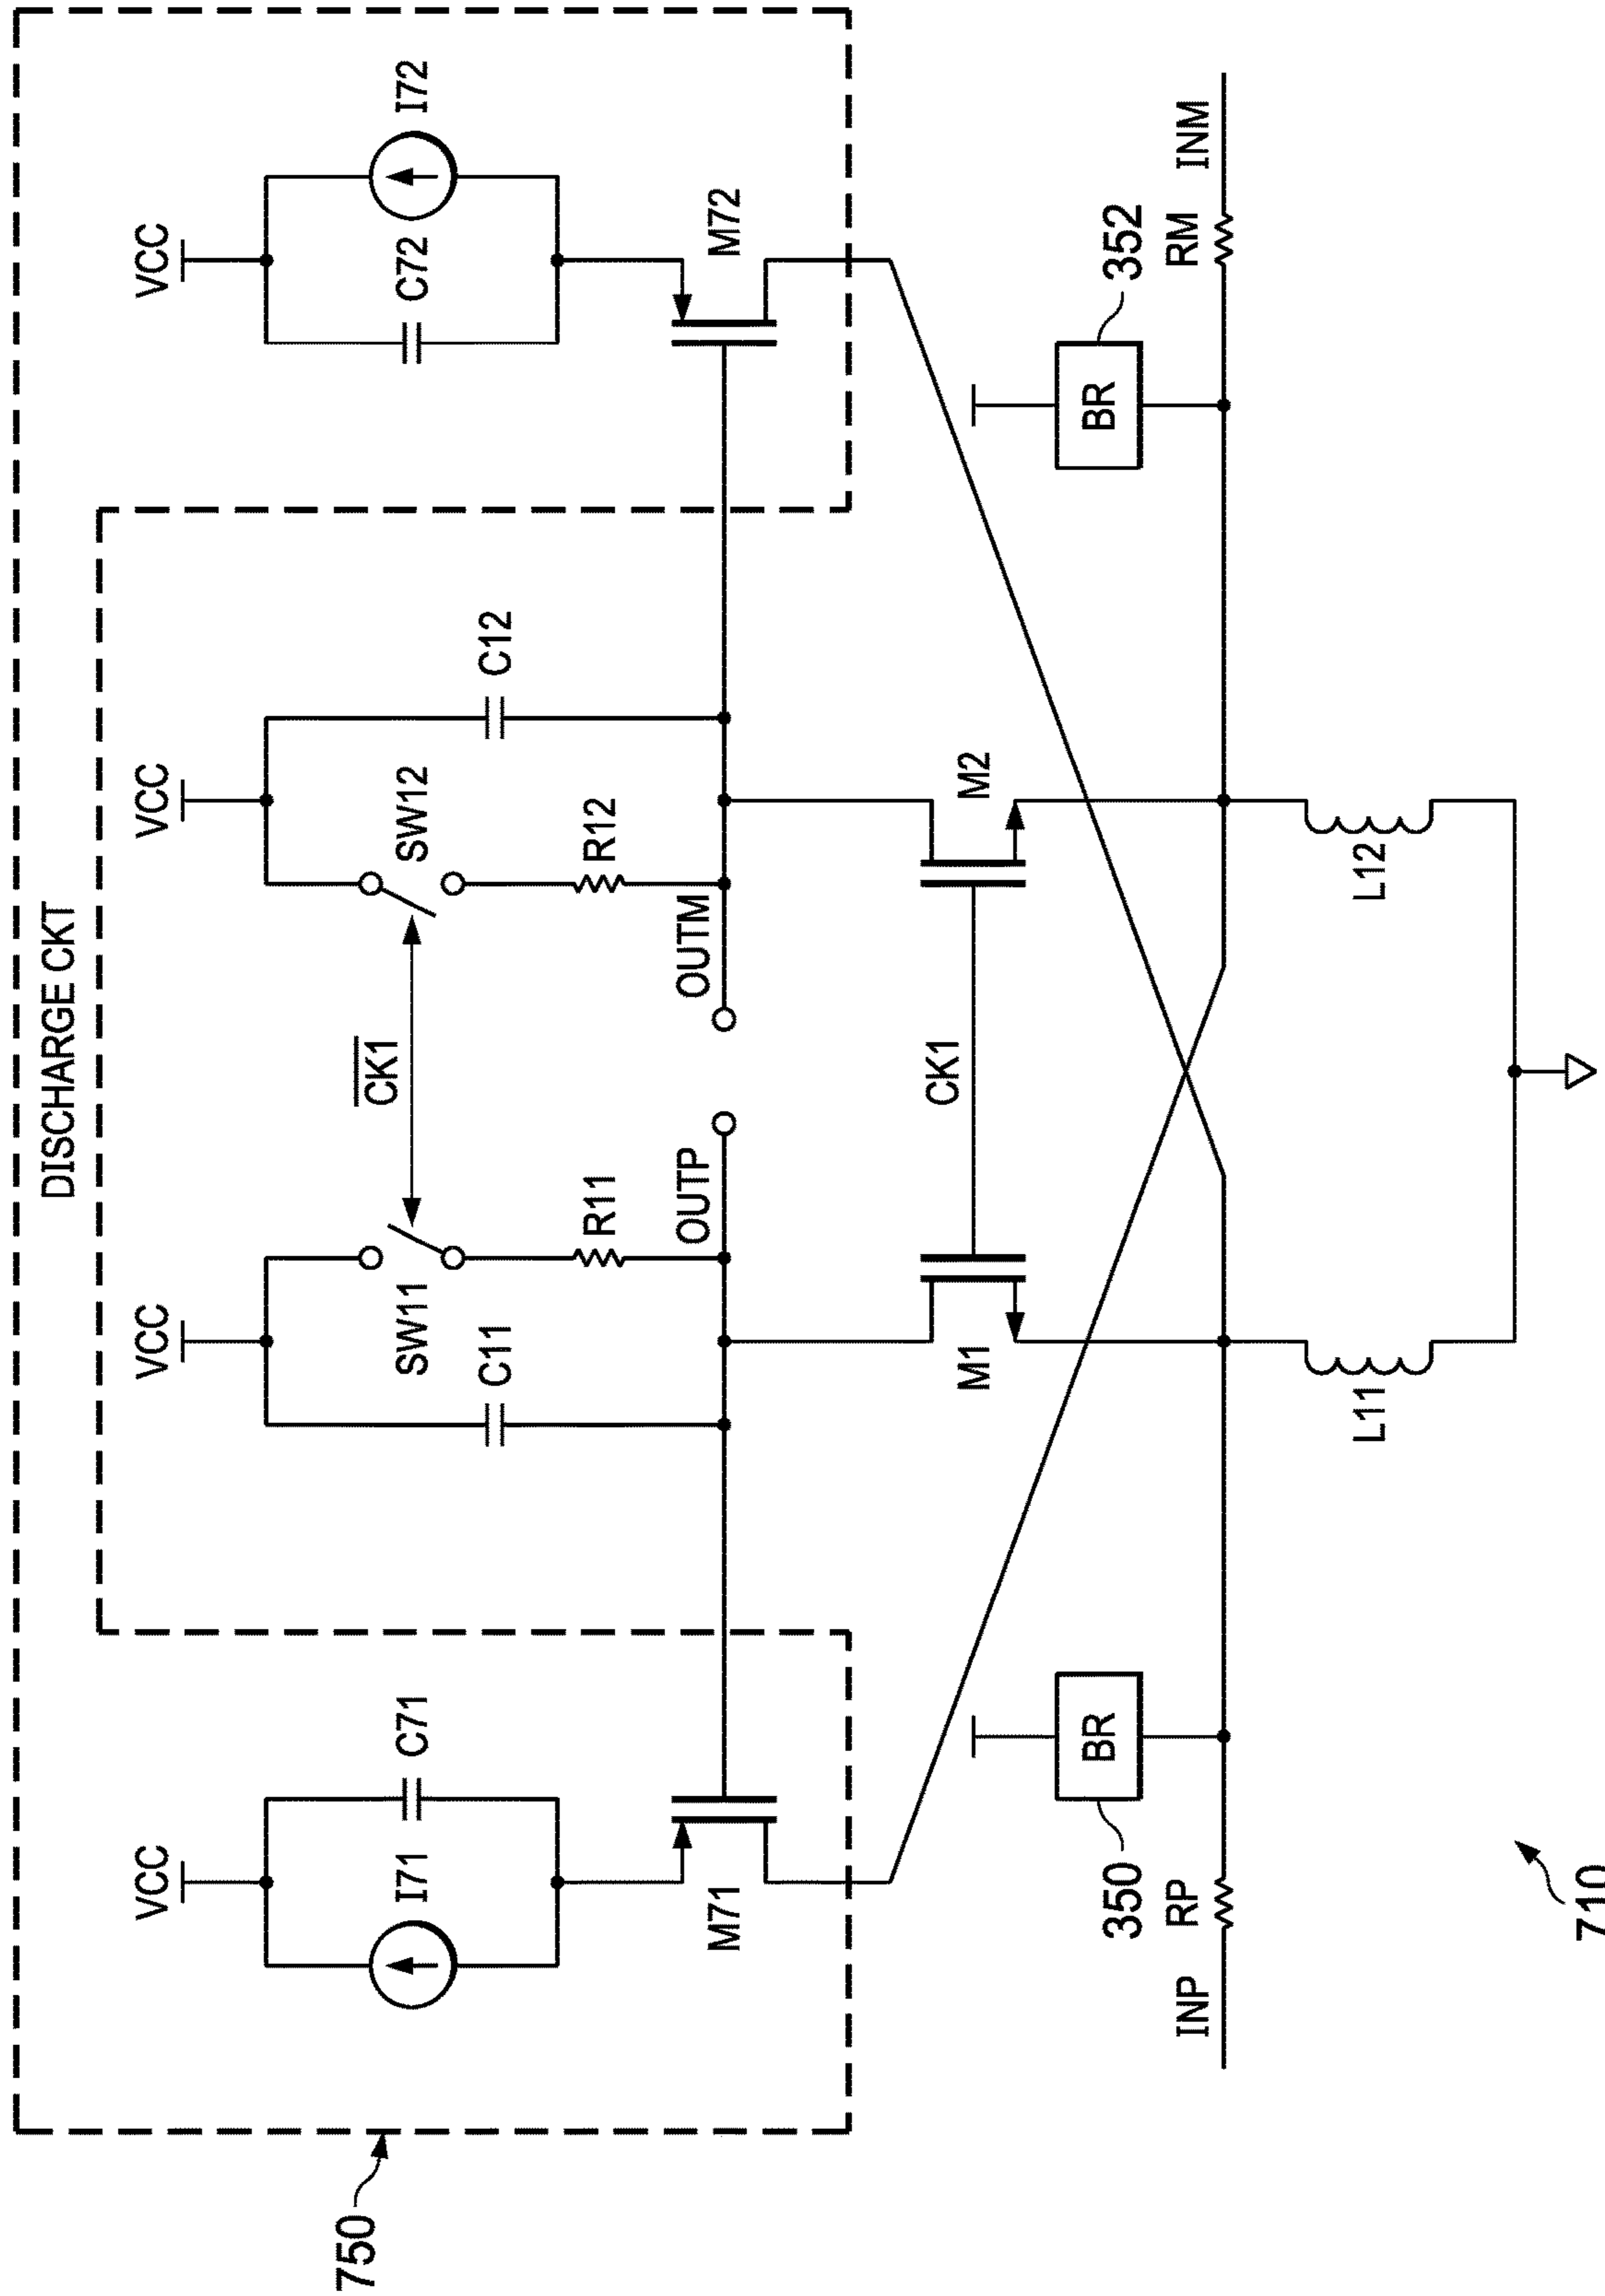 DISCHARGE CKT
750
VCC
VCC
VCC
VCC
I71
C71
SW11
C11
CK1
SW12
C12
C72
I72
R11
R12
M71
OUTP
OUTM
M72
M1
CK1
M2
350
BR
BR
352
INP
RP
RM
INM
L11
L12
710